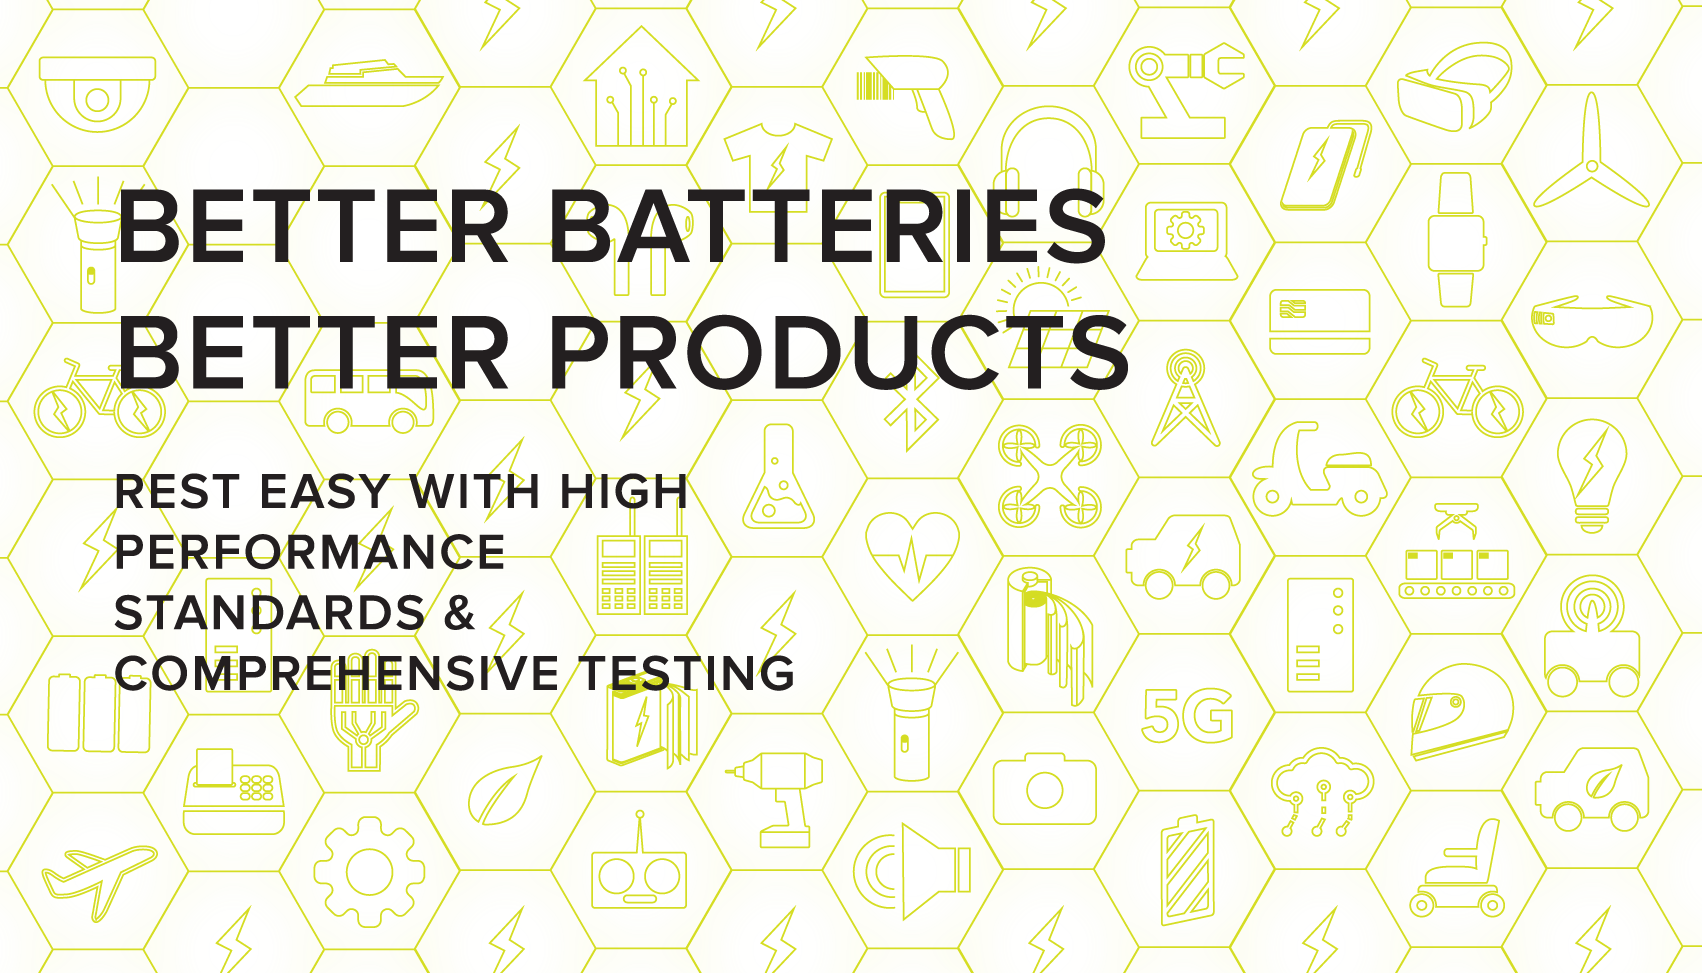 BETTER BATTERIES
BETTER PRODUCTS
REST EASY WITH HIGH
PERFORMANCE
STANDARDS &
COMPREHENSIVE TESTING
5G